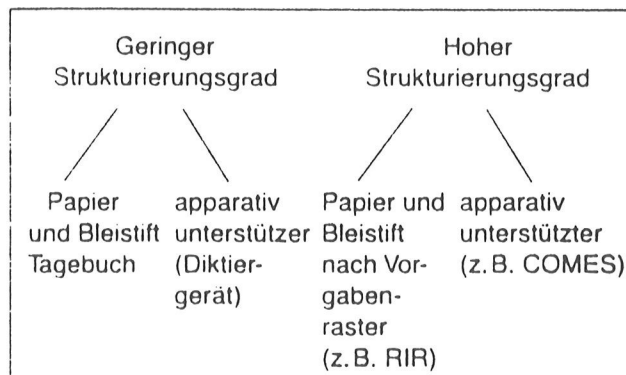 Geringer
Strukturierungsgrad
Hoher
Strukturierungsgrad
Papier
und Bleistift
Tagebuch
apparativ
unterstützer
(Diktier-
gerät)
Papier und
Bleistift
nach Vor-
gaben-
raster
(z. B. RIR)
apparativ
unterstützter
(z. B. COMES)